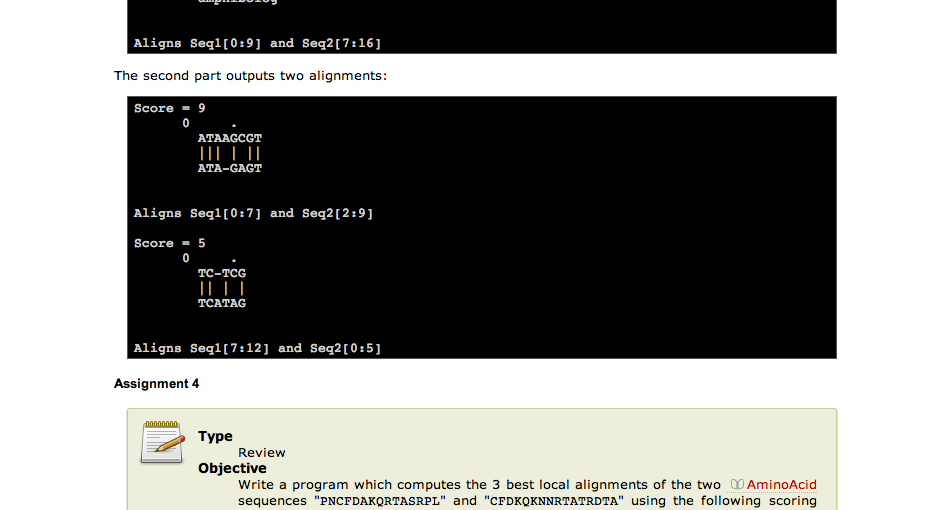 Aligns Seq1[0:9] and Seq2[7:16]
The second part outputs two alignments:
Score = 9
0     .
ATAAGCGT
||| | ||
ATA-GAGT
Aligns Seq1[0:7] and Seq2[2:9]
Score = 5
0     .
TC-TCG
|| | |
TCATAG
Aligns Seq1[7:12] and Seq2[0:5]
Assignment 4
Type
Review
Objective
Write a program which computes the 3 best local alignments of the two AminoAcid
sequences "PNCFDAKQRTASRPL" and "CFDKQKNNRTATRDTA" using the following scoring